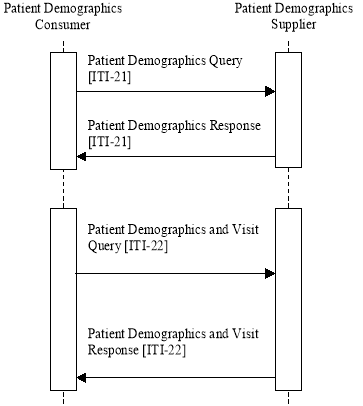 Patient Demographics
Consumer
Patient Demographics
Supplier
Patient Demographics Query
[ITI-21]
Patient Demographics Response
[ITI-21]
Patient Demographics and Visit
Query [ITI-22]
Patient Demographics and Visit
Response [ITI-22]